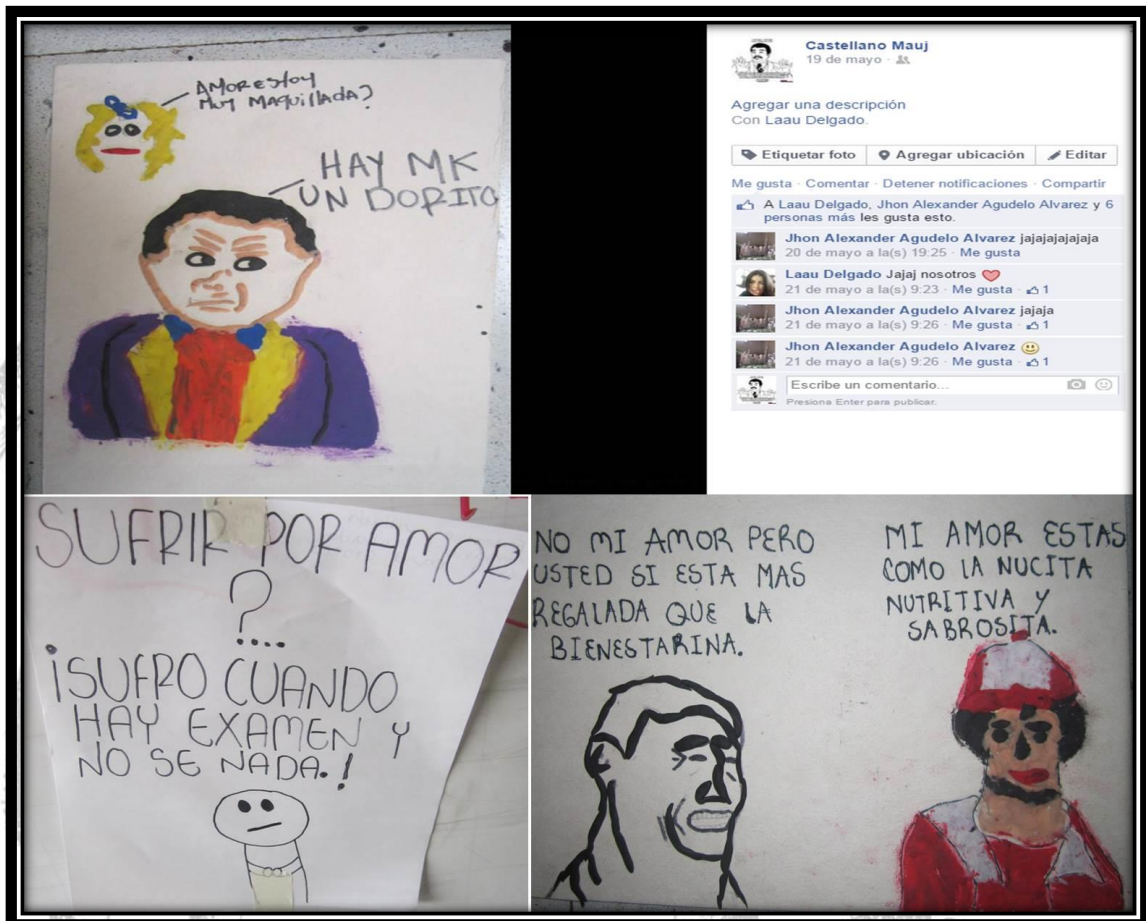 AMOR ESTOY
MUY MAQUILLADA?
HAY MK
UN DORITO
Castellano Mauj
19 de mayo ·
Agregar una descripción
Con Laau Delgado.
Etiquetar foto
Agregar ubicación
Editar
Me gusta · Comentar · Detener notificaciones · Compartir
A Laau Delgado, Jhon Alexander Agudelo Alvarez y 6
personas más les gusta esto.
Jhon Alexander Agudelo Alvarez jajajajajajaja
20 de mayo a la(s) 19:25 · Me gusta
Laau Delgado Jajaj nosotros
21 de mayo a la(s) 9:23 · Me gusta · 1
Jhon Alexander Agudelo Alvarez jajaja
21 de mayo a la(s) 9:26 · Me gusta · 1
Jhon Alexander Agudelo Alvarez
21 de mayo a la(s) 9:26 · Me gusta · 1
Escribe un comentario...
Presiona Enter para publicar.
SUFRIR POR AMOR
?....
¡SUFRO CUANDO
HAY EXAMEN Y
NO SE NADA.!
NO MI AMOR PERO
USTED SI ESTA MAS
REGALADA QUE LA
BIENESTARINA.
MI AMOR ESTAS
COMO LA NUCITA
NUTRITIVA Y
SABROSITA.